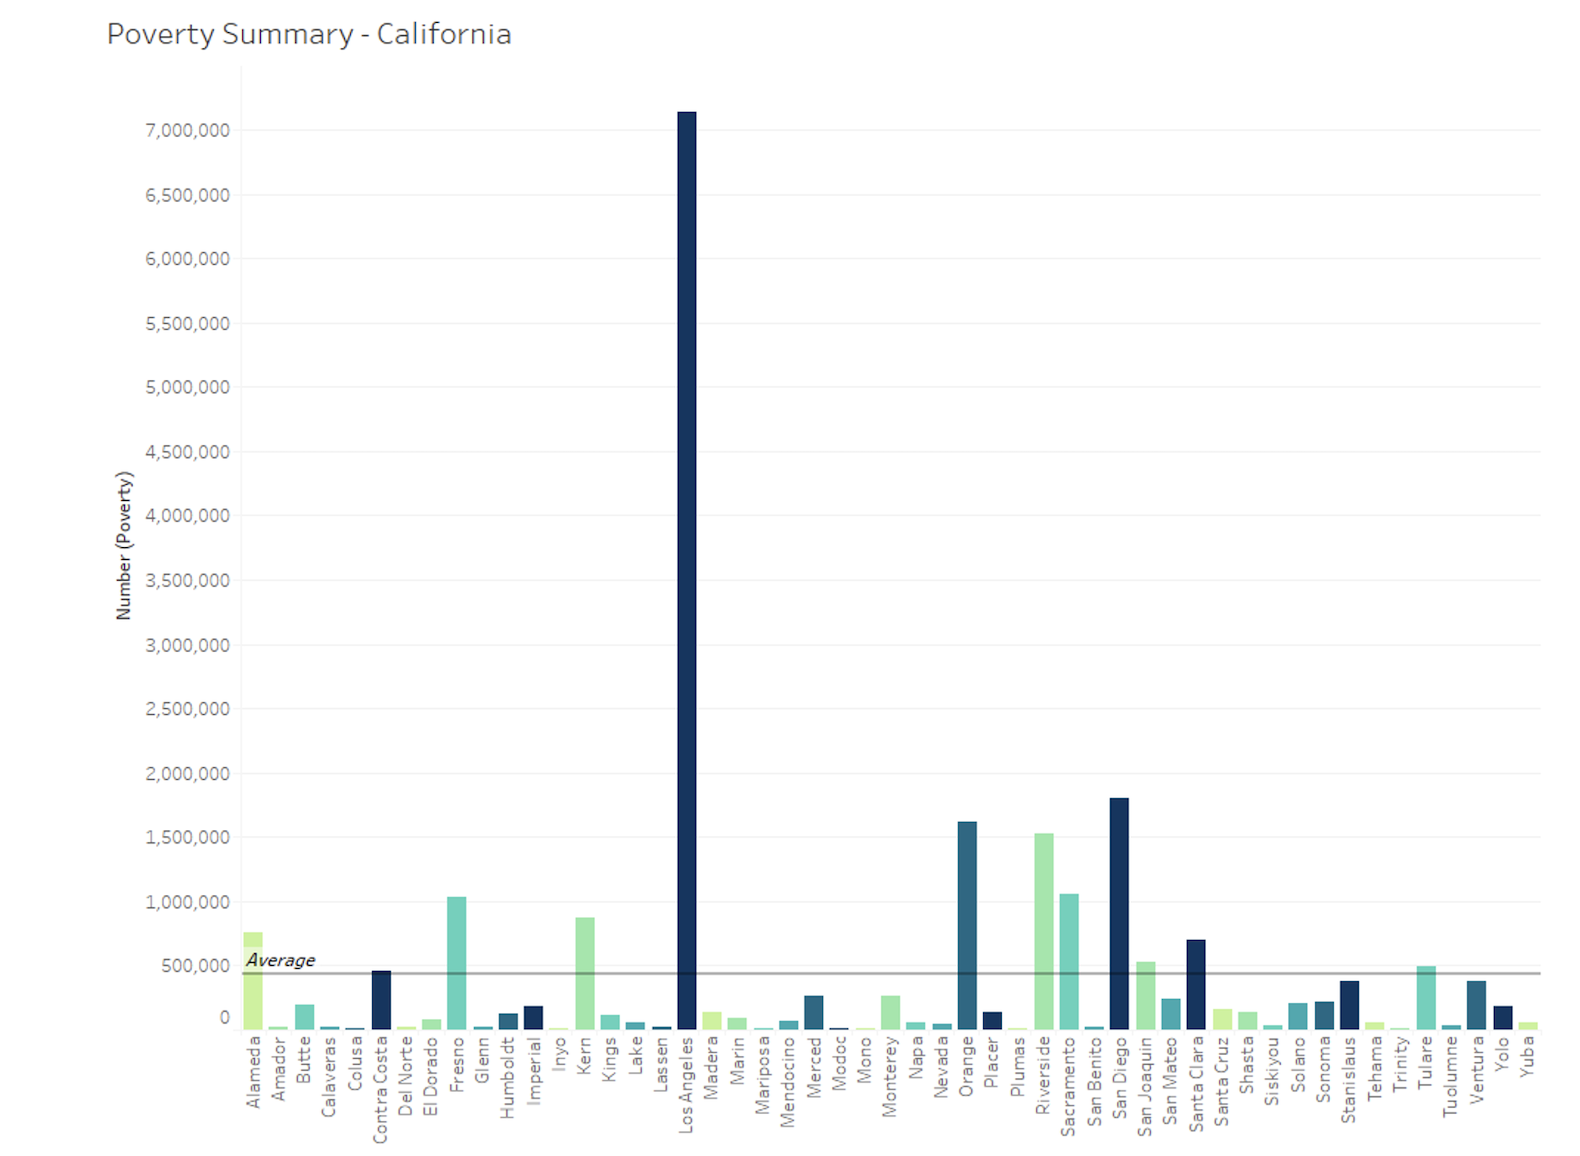 Poverty Summary - California
7,000,000
6,500,000
6,000,000
5,500,000
5,000,000
4,500,000
4,000,000
3,500,000
3,000,000
2,500,000
2,000,000
1,500,000
1,000,000
500,000
0
Number (Poverty)
Average
Alameda
Amador
Butte
Calaveras
Colusa
Contra Costa
Del Norte
El Dorado
Fresno
Glenn
Humboldt
Imperial
Inyo
Kern
Kings
Lake
Lassen
Los Angeles
Madera
Marin
Mariposa
Mendocino
Merced
Modoc
Mono
Monterey
Napa
Nevada
Orange
Placer
Plumas
Riverside
Sacramento
San Benito
San Diego
San Joaquin
San Mateo
Santa Clara
Santa Cruz
Shasta
Siskiyou
Solano
Sonoma
Stanislaus
Tehama
Trinity
Tulare
Tuolumne
Ventura
Yolo
Yuba